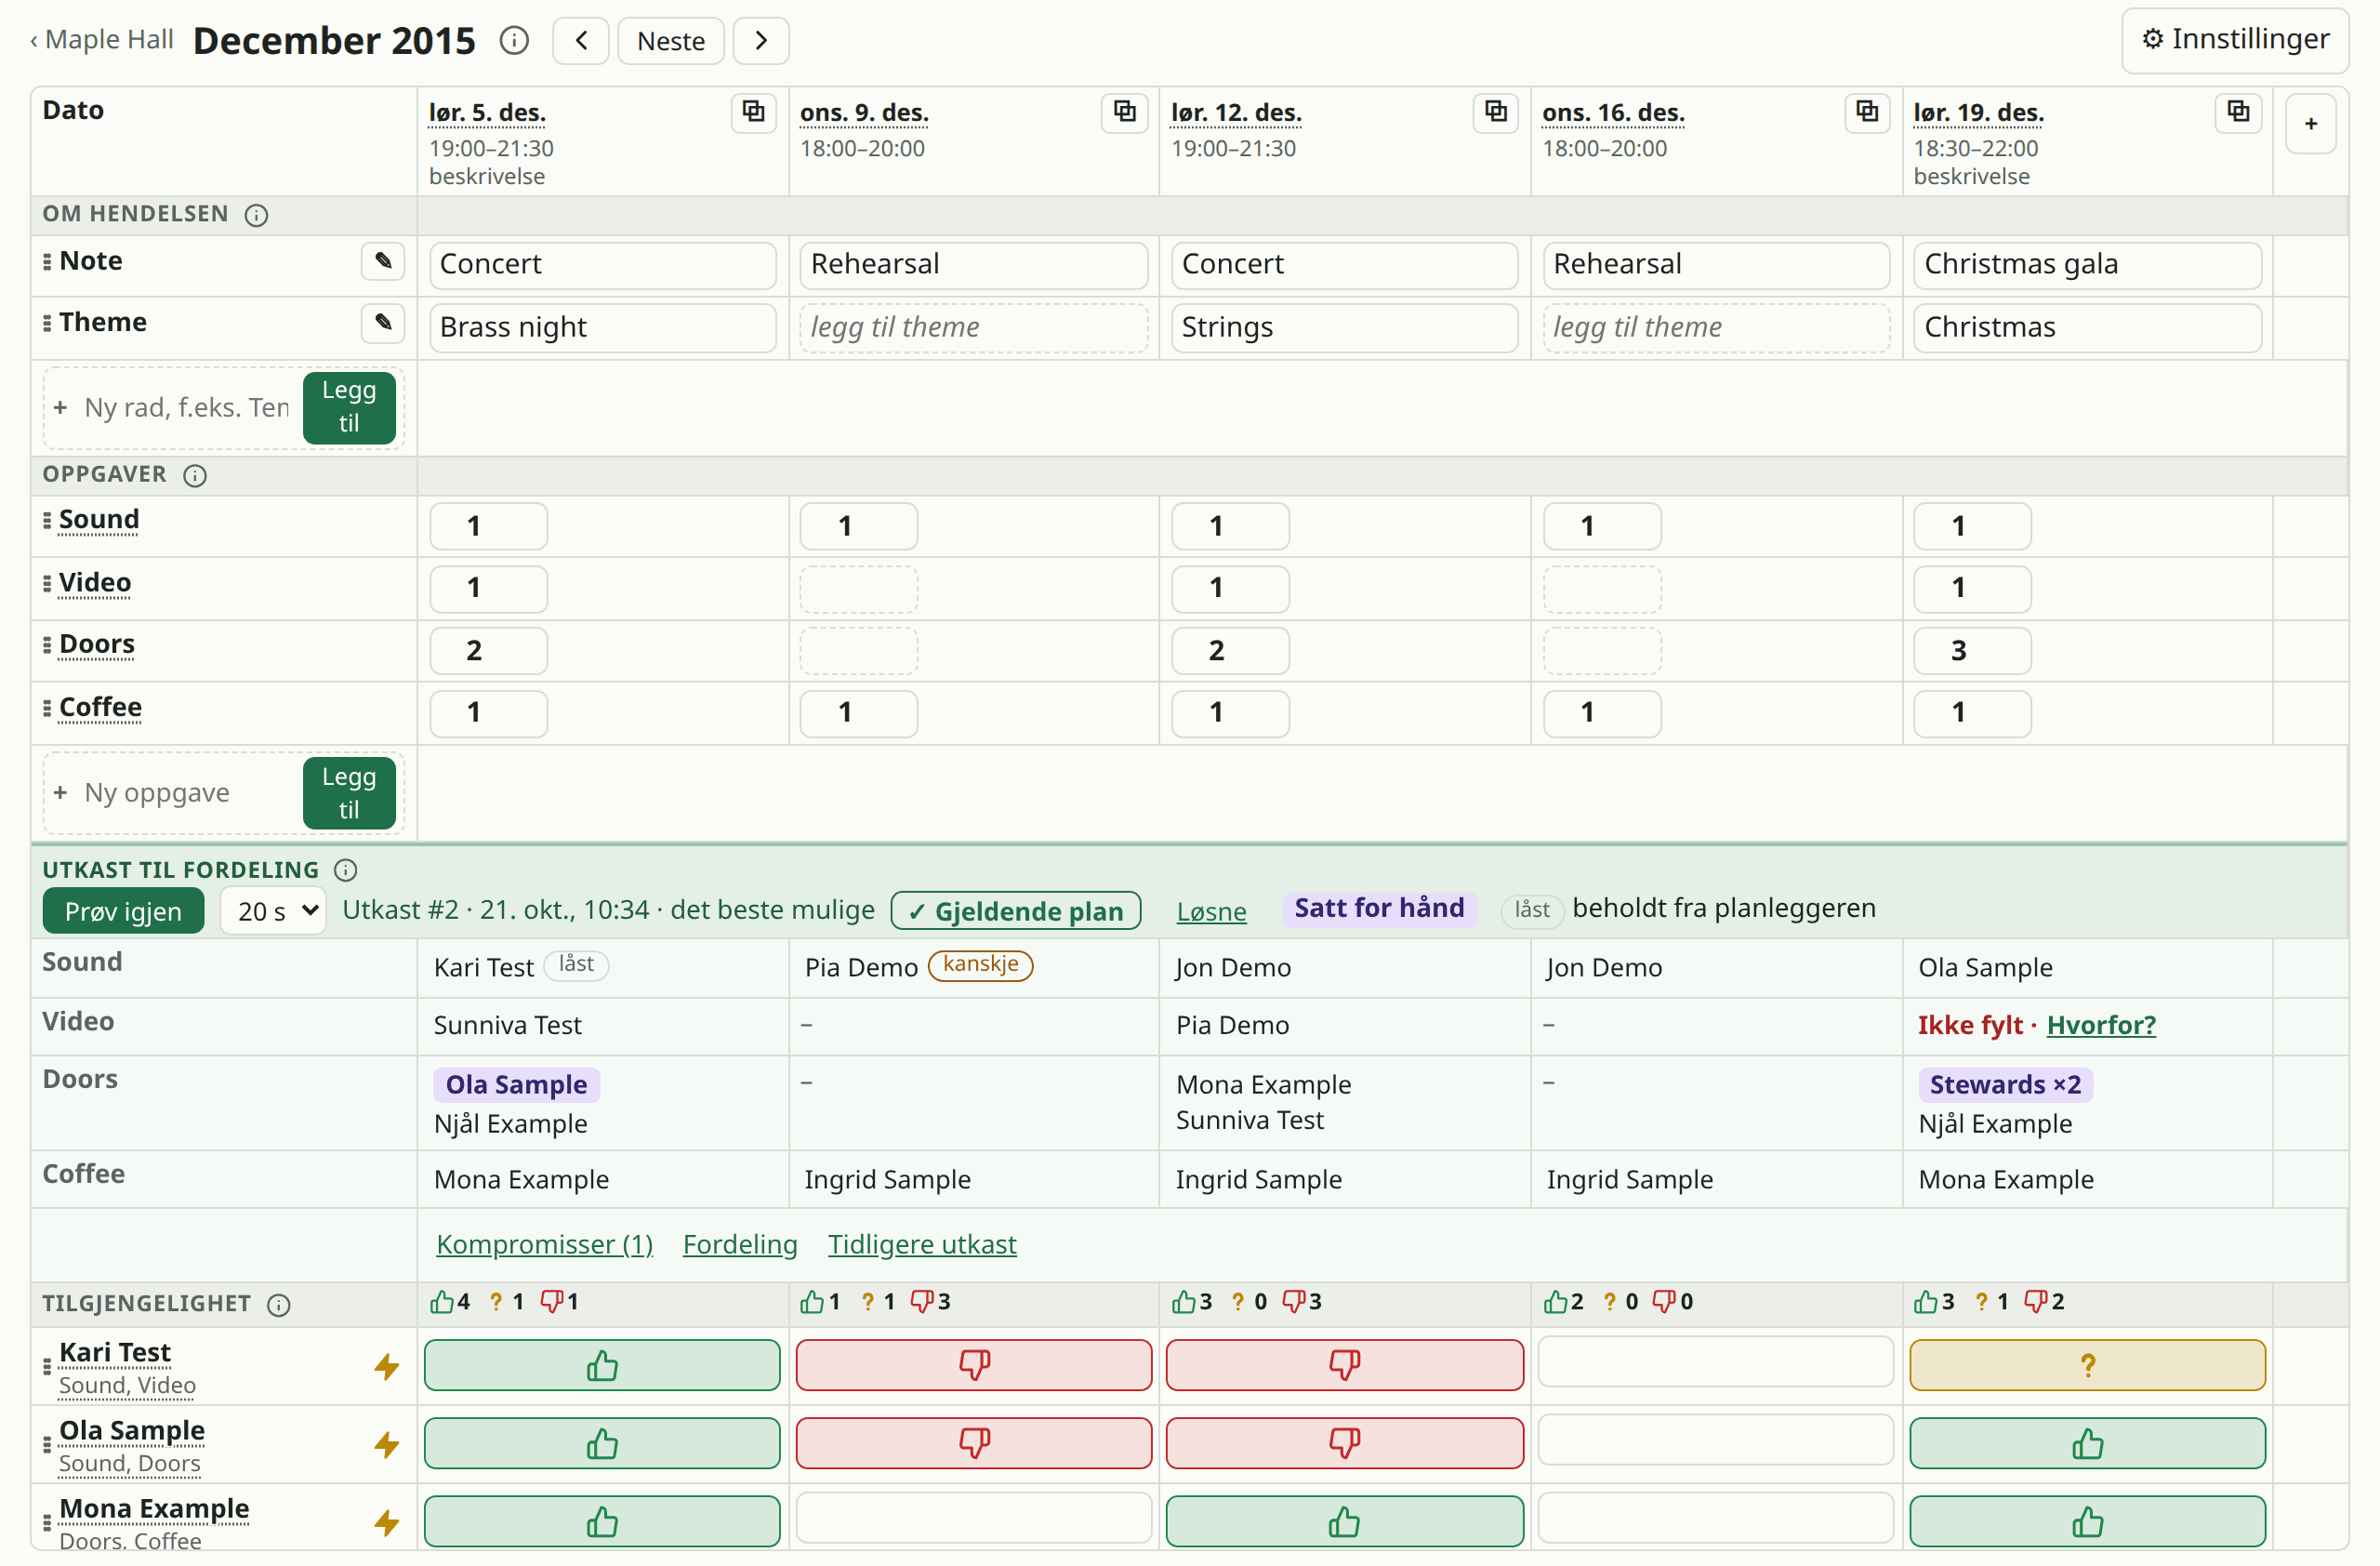 ‹ Maple Hall December 2015 Neste ⚙ Innstillinger
Dato lør. 5. des. ons. 9. des. lør. 12. des. ons. 16. des. lør. 19. des. +
19:00–21:30 18:00–20:00 19:00–21:30 18:00–20:00 18:30–22:00
beskrivelse beskrivelse
OM HENDELSEN
Note Concert Rehearsal Concert Rehearsal Christmas gala
Theme Brass night legg til theme Strings legg til theme Christmas
+ Ny rad, f.eks. Tem Legg til
OPPGAVER
Sound 1 1 1 1 1
Video 1 1 1
Doors 2 2 3
Coffee 1 1 1 1 1
+ Ny oppgave Legg til
UTKAST TIL FORDELING
Prøv igjen 20 s Utkast #2 · 21. okt., 10:34 · det beste mulige ✓ Gjeldende plan Løsne Satt for hånd låst beholdt fra planleggeren
Sound Kari Test låst Pia Demo kanskje Jon Demo Jon Demo Ola Sample
Video Sunniva Test – Pia Demo – Ikke fylt · Hvorfor?
Doors Ola Sample – Mona Example – Stewards ×2
Njål Example Sunniva Test Njål Example
Coffee Mona Example Ingrid Sample Ingrid Sample Ingrid Sample Mona Example
Kompromisser (1) Fordeling Tidligere utkast
TILGJENGELIGHET 4 ? 1 1 1 ? 1 3 3 ? 0 3 2 ? 0 0 3 ? 1 2
Kari Test ?
Sound, Video
Ola Sample
Sound, Doors
Mona Example
Doors, Coffee